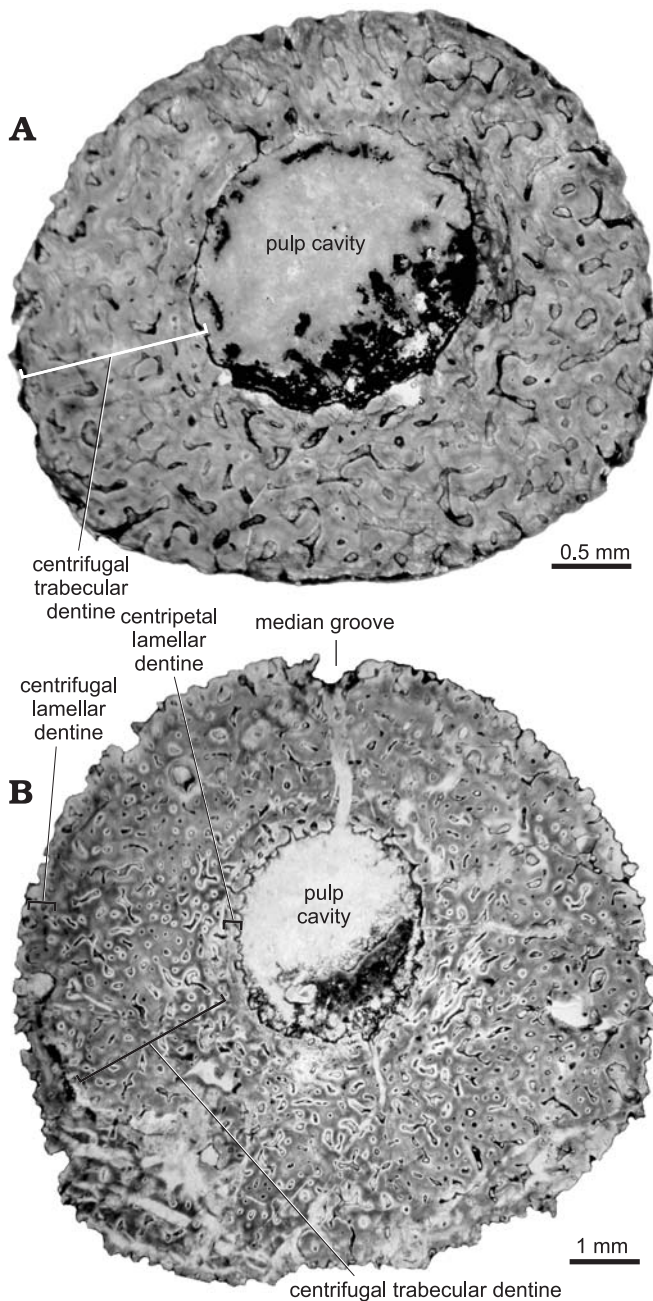 A
pulp cavity
0.5 mm
centrifugal
trabecular
dentine
centripetal
lamellar
dentine
median groove
centrifugal
lamellar
dentine
B
pulp
cavity
1 mm
centrifugal trabecular dentine